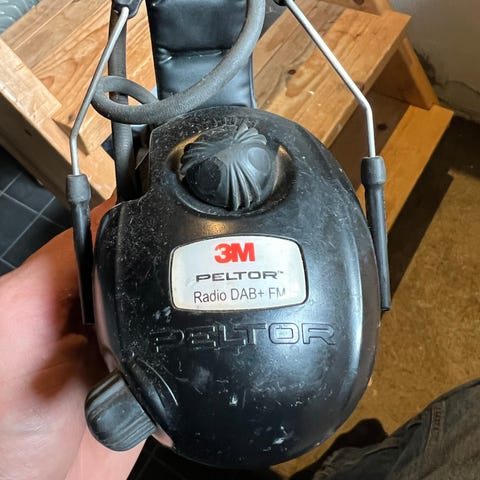 3M
PELTOR™
Radio DAB+ FM
PELTOR